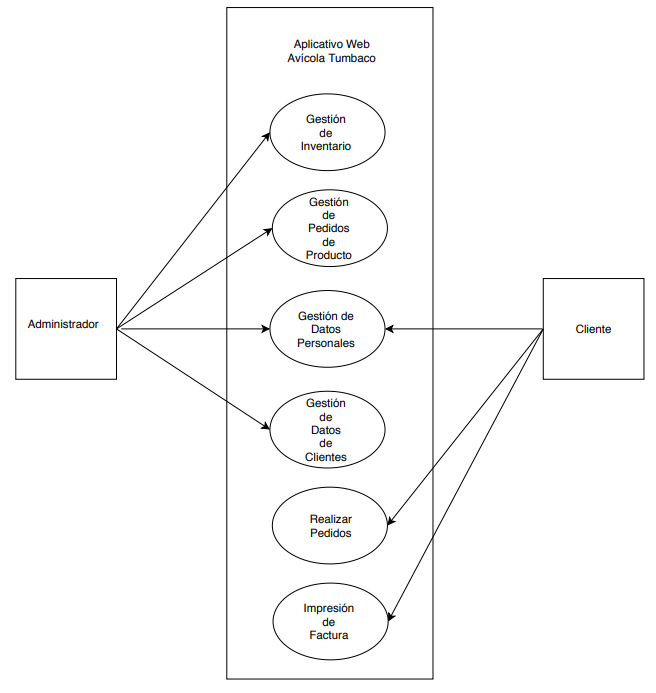 Aplicativo Web
Avícola Tumbaco
Gestión
de
Inventario
Gestión
de
Pedidos
de
Producto
Administrador
Gestión de
Datos
Personales
Cliente
Gestión
de
Datos
de
Clientes
Realizar
Pedidos
Impresión
de
Factura